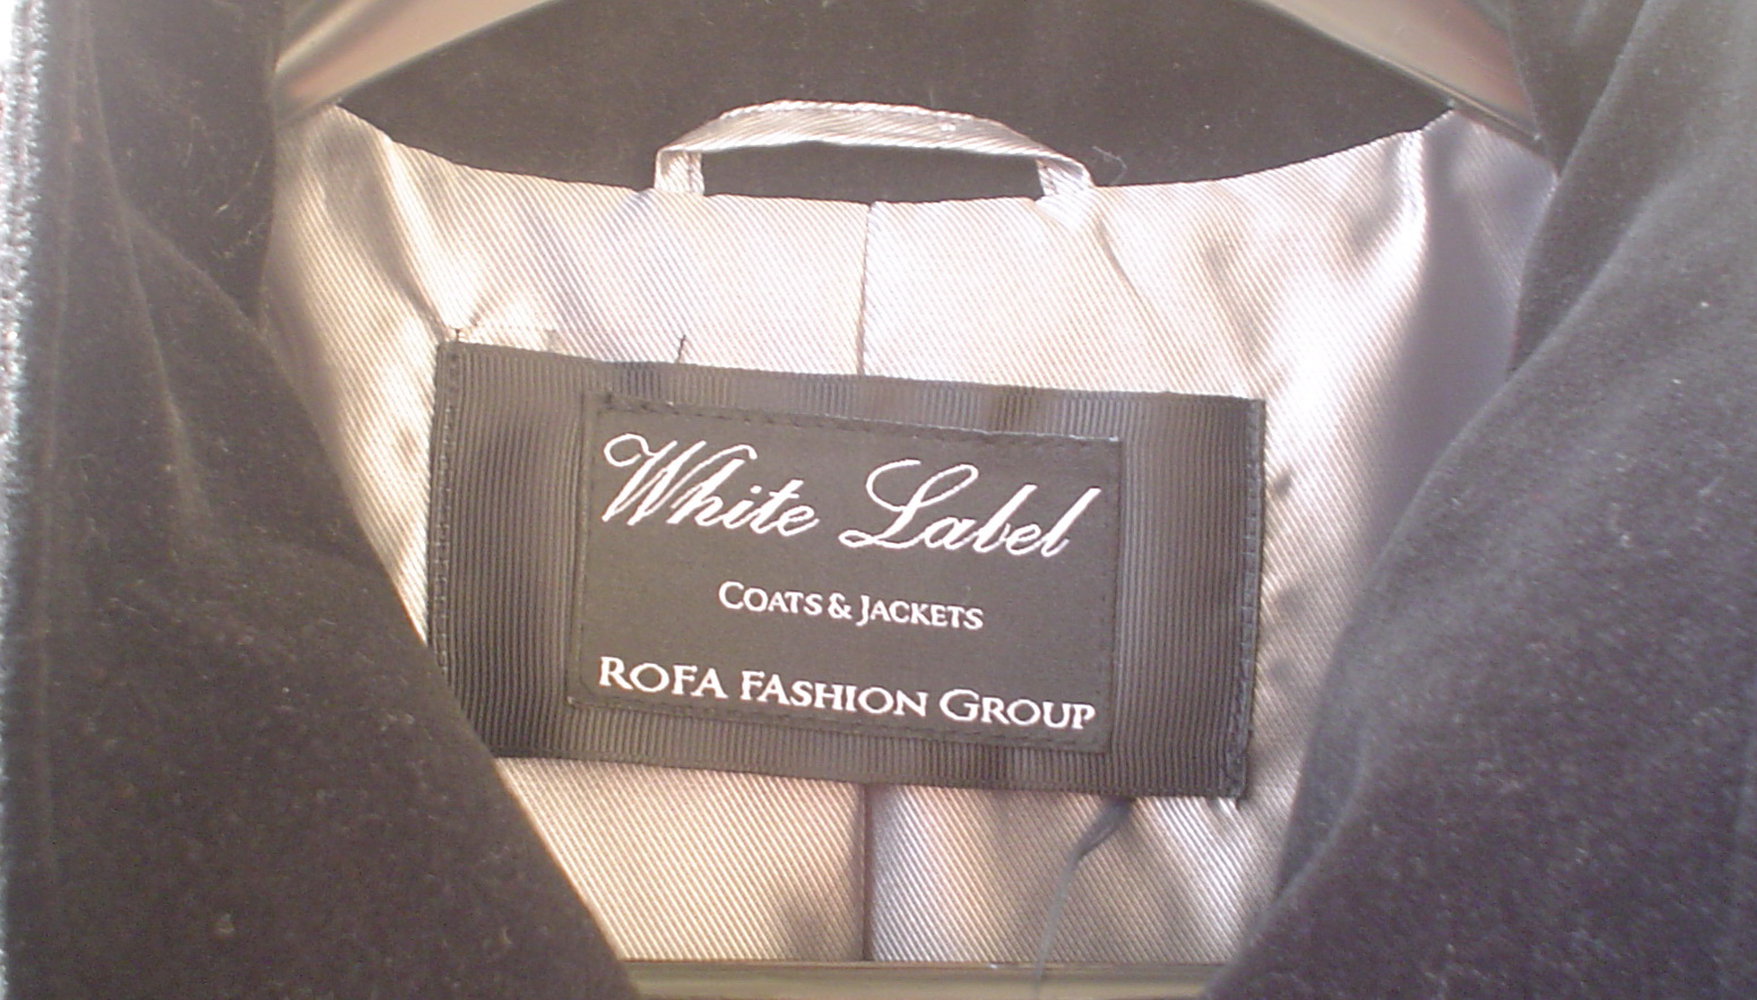 White Label
COATS & JACKETS
ROFA FASHION GROUP